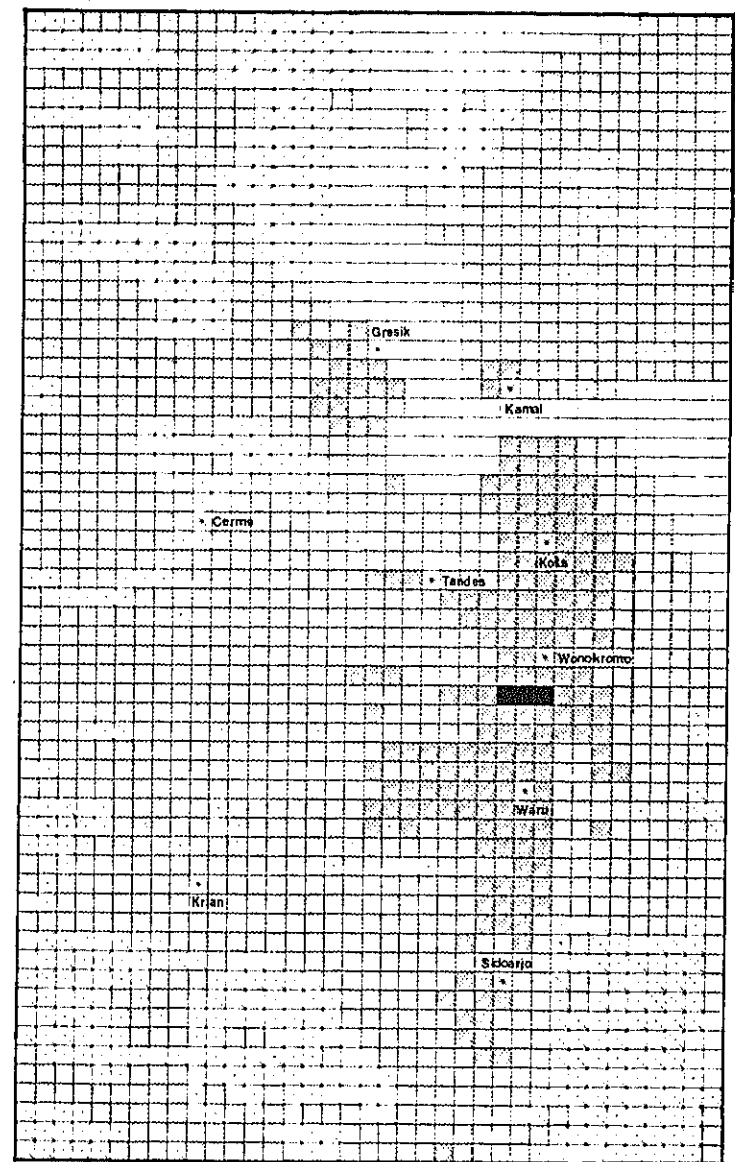 Gresik
Kamal
Cerme
Kota
Tandes
Wonokromo
Waru
Krian
Sidoarjo